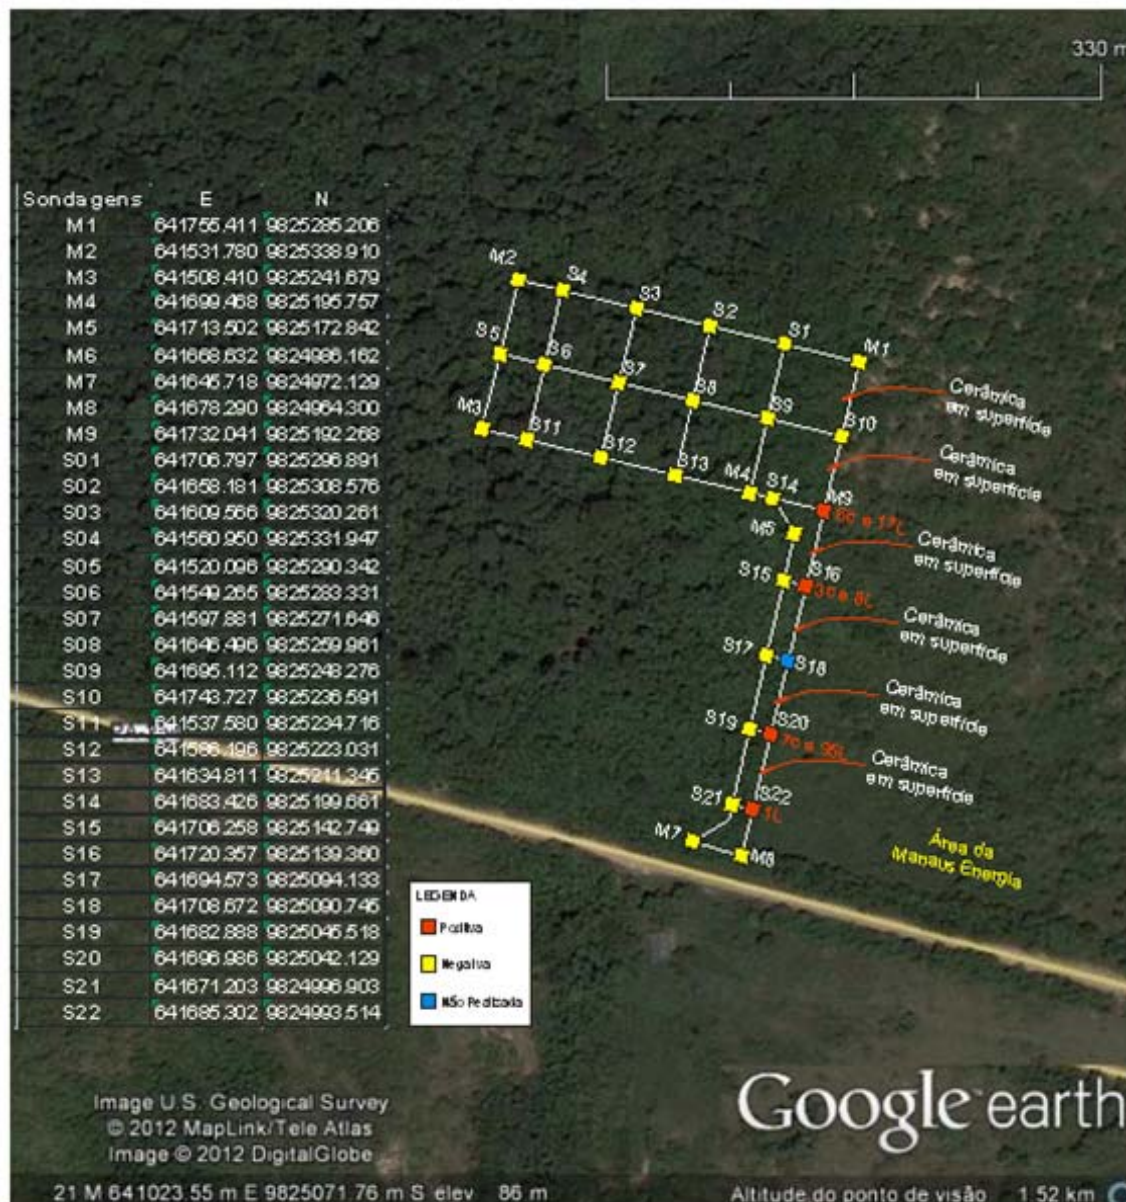 330 m
Sondagens E N
M1 641755.411 9825285.206
M2 641531.780 9825338.910
M3 641508.410 9825241.679
M4 641699.468 9825195.757
M5 641713.502 9825172.842
M6 641668.632 9824986.162
M7 641645.718 9824972.129
M8 641678.290 9824964.300
M9 641732.041 9825192.268
S01 641706.797 9825296.891
S02 641658.181 9825308.576
S03 641609.566 9825320.261
S04 641560.950 9825331.947
S05 641520.096 9825290.342
S06 641549.265 9825283.331
S07 641597.881 9825271.646
S08 641646.496 9825259.961
S09 641695.112 9825248.276
S10 641743.727 9825236.591
S11 641537.580 9825234.716
S12 641586.196 9825223.031
S13 641634.811 9825211.346
S14 641683.426 9825199.661
S15 641706.258 9825142.749
S16 641720.357 9825139.360
S17 641694.573 9825094.133
S18 641708.672 9825090.745
S19 641682.888 9825045.518
S20 641696.986 9825042.129
S21 641671.203 9824996.903
S22 641685.302 9824993.514
M2
S4
S3
S2
S1
M1
S5
S6
S7
S8
S9
S10
M3
S11
S12
S13
M4
S14
M9
M5
S15
S16
3c e 8L
S17
S18
S19
S20
7c e 95L
S21
S22
1L
M7
M8
Cerâmica
em superfície
Cerâmica
em superfície
Cerâmica
em superfície
Cerâmica
em superfície
Cerâmica
em superfície
Cerâmica
em superfície
Área da
Manaus Energia
LEGENDA
Positiva
Negativa
Não Realizada
Google earth
Image U.S. Geological Survey
© 2012 MapLink/Tele Atlas
Image © 2012 DigitalGlobe
21 M 641023.55 m E 9825071.76 m S elev 86 m
Altitude do ponto de visão 1.52 km